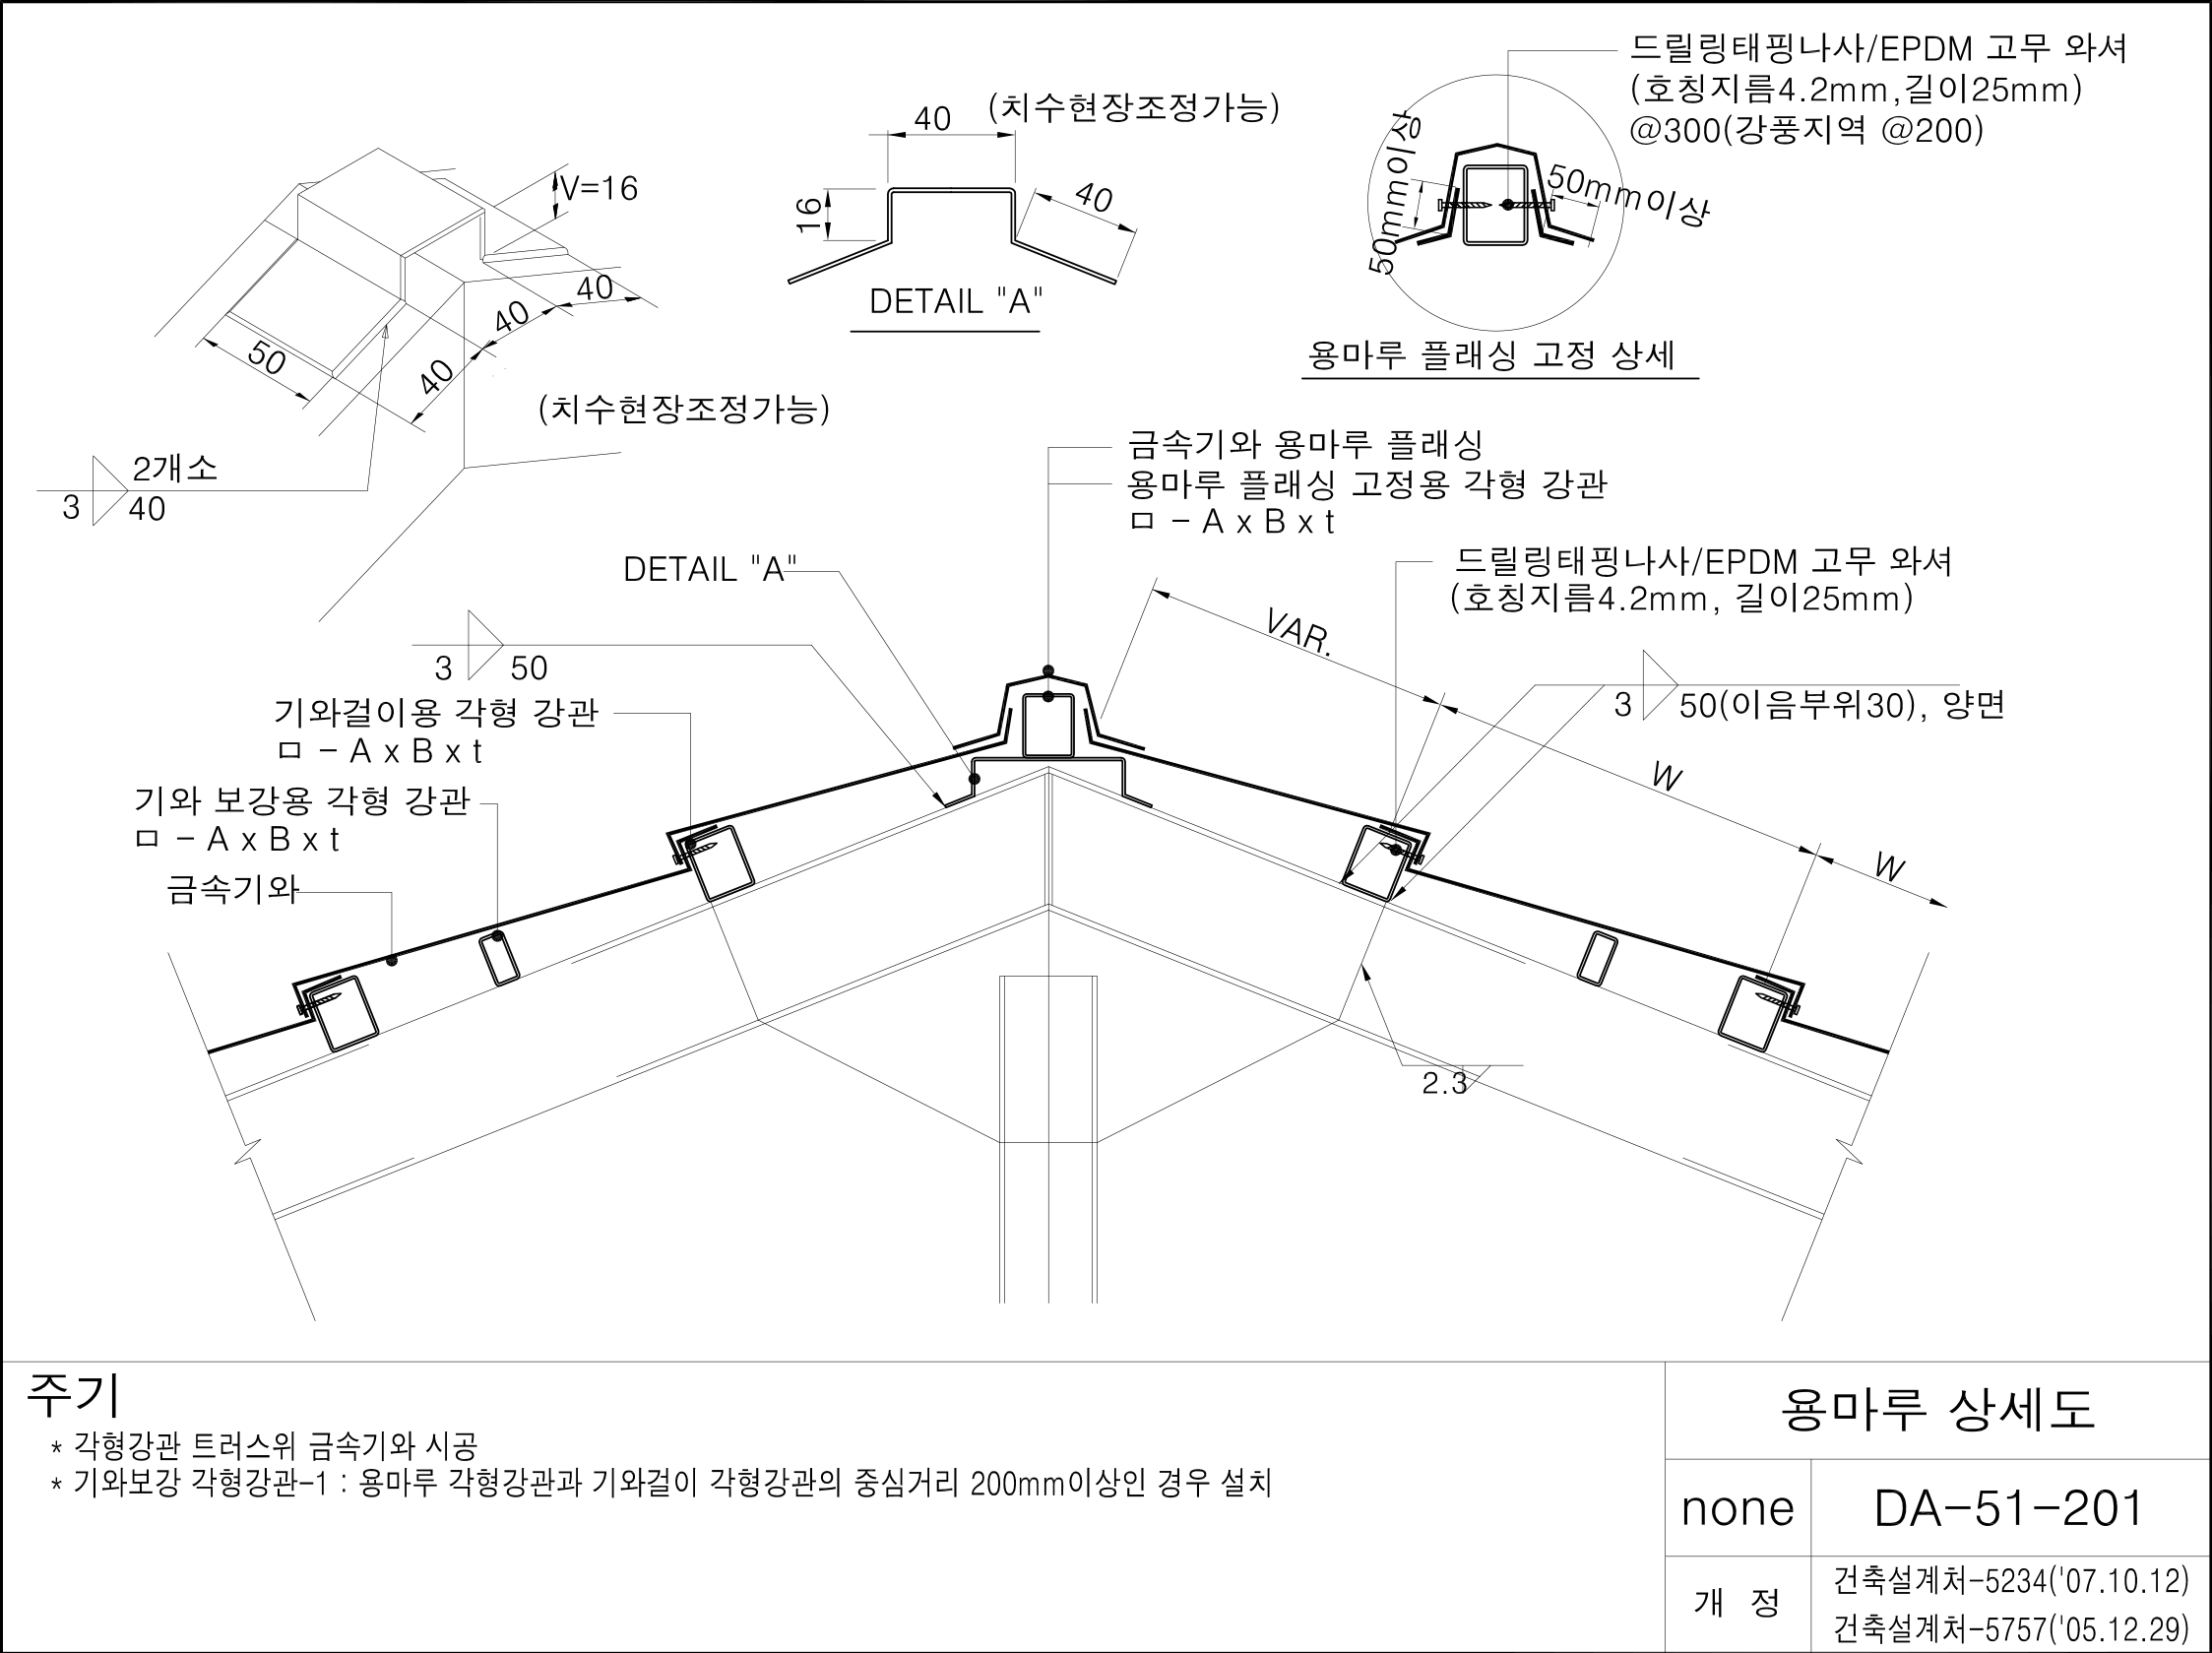 드릴링태핑나사/EPDM 고무 와셔
(호칭지름4.2mm,길이25mm)
@300(강풍지역 @200)
40
(치수현장조정가능)
16
40
DETAIL "A"
50mm이상
50mm이상
용마루 플래싱 고정 상세
V=16
40
40
40
50
(치수현장조정가능)
2개소
3
40
금속기와 용마루 플래싱
용마루 플래싱 고정용 각형 강관
ㅁ - A x B x t
DETAIL "A"
드릴링태핑나사/EPDM 고무 와셔
(호칭지름4.2mm, 길이25mm)
VAR.
3
50
3
50(이음부위30), 양면
기와걸이용 각형 강관
ㅁ - A x B x t
W
기와 보강용 각형 강관
ㅁ - A x B x t
W
금속기와
2.3
주기
* 각형강관 트러스위 금속기와 시공
* 기와보강 각형강관-1 : 용마루 각형강관과 기와걸이 각형강관의 중심거리 200mm이상인 경우 설치
용마루 상세도
none
DA-51-201
개 정
건축설계처-5234('07.10.12)
건축설계처-5757('05.12.29)